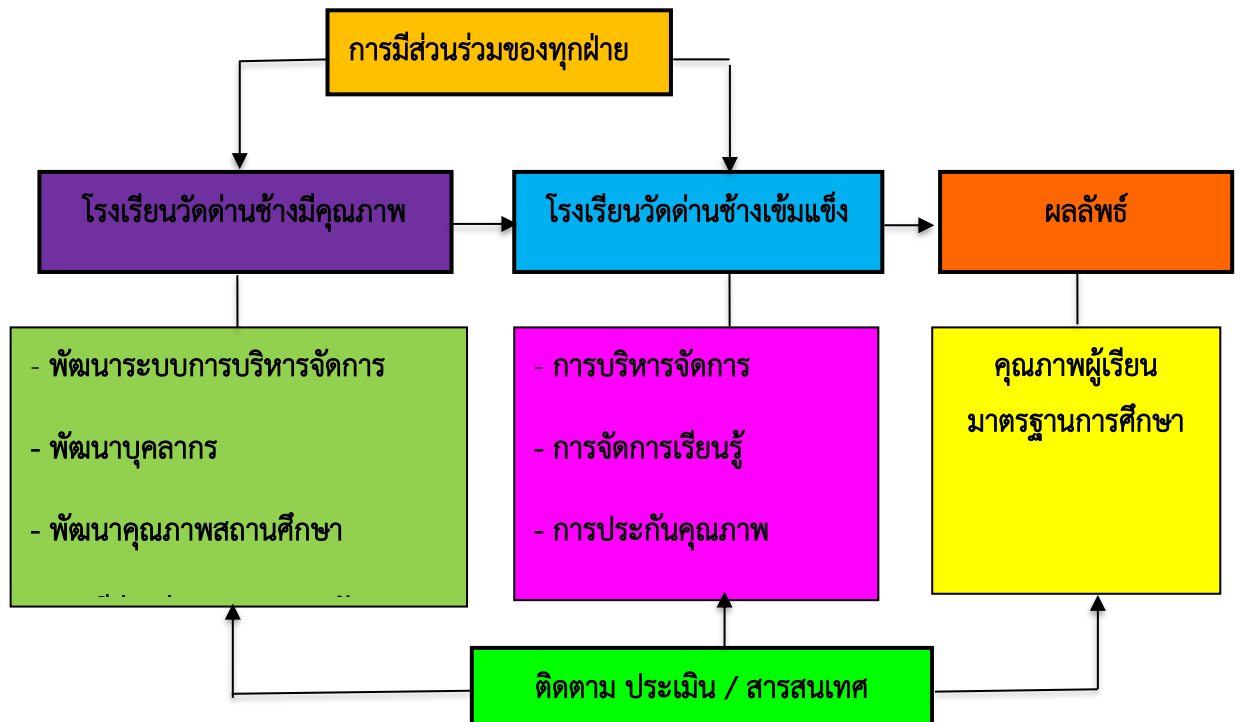 การมีส่วนร่วมของทุกฝ่าย
โรงเรียนวัดด่านช้างมีคุณภาพ
โรงเรียนวัดด่านช้างเข้มแข็ง
ผลลัพธ์
- พัฒนาระบบการบริหารจัดการ
- พัฒนาบุคลากร
- พัฒนาคุณภาพสถานศึกษา
- การบริหารจัดการ
- การจัดการเรียนรู้
- การประกันคุณภาพ
คุณภาพผู้เรียน
มาตรฐานการศึกษา
ติดตาม ประเมิน / สารสนเทศ